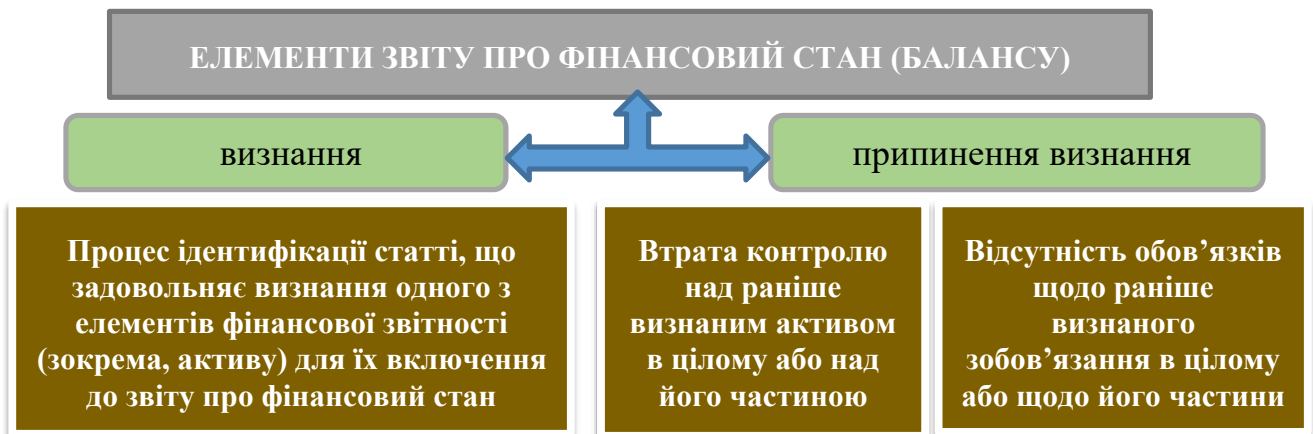 ЕЛЕМЕНТИ ЗВІТУ ПРО ФІНАНСОВИЙ СТАН (БАЛАНСУ)
визнання
припинення визнання
Процес ідентифікації статті, що
задовольняє визнання одного з
елементів фінансової звітності
(зокрема, активу) для їх включення
до звіту про фінансовий стан
Втрата контролю
над раніше
визнаним активом
в цілому або над
його частиною
Відсутність обов’язків
щодо раніше
визнаного
зобов’язання в цілому
або щодо його частини